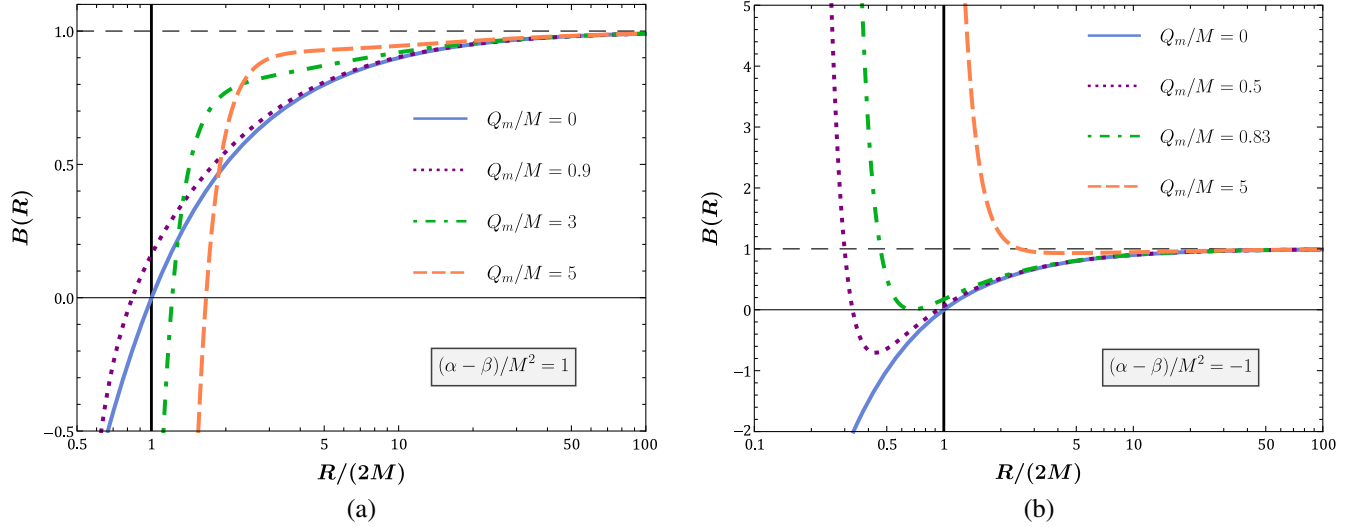 1.0
0.5
0.0
−0.5
B(R)
Q_m/M = 0
Q_m/M = 0.9
Q_m/M = 3
Q_m/M = 5
(α − β)/M² = 1
0.5 1 5 10 50 100
R/(2M)
(a)
5
4
3
2
1
0
−1
−2
B(R)
Q_m/M = 0
Q_m/M = 0.5
Q_m/M = 0.83
Q_m/M = 5
(α − β)/M² = −1
0.1 0.5 1 5 10 50 100
R/(2M)
(b)